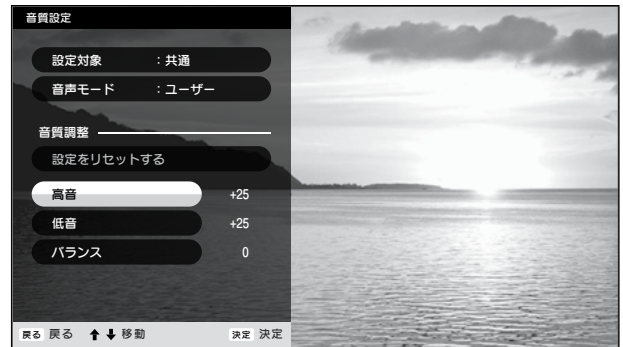 音質設定
設定対象 ：共通
音声モード ：ユーザー
音質調整
設定をリセットする
高音 +25
低音 +25
バランス 0
戻る 戻る ↑↓移動 決定 決定